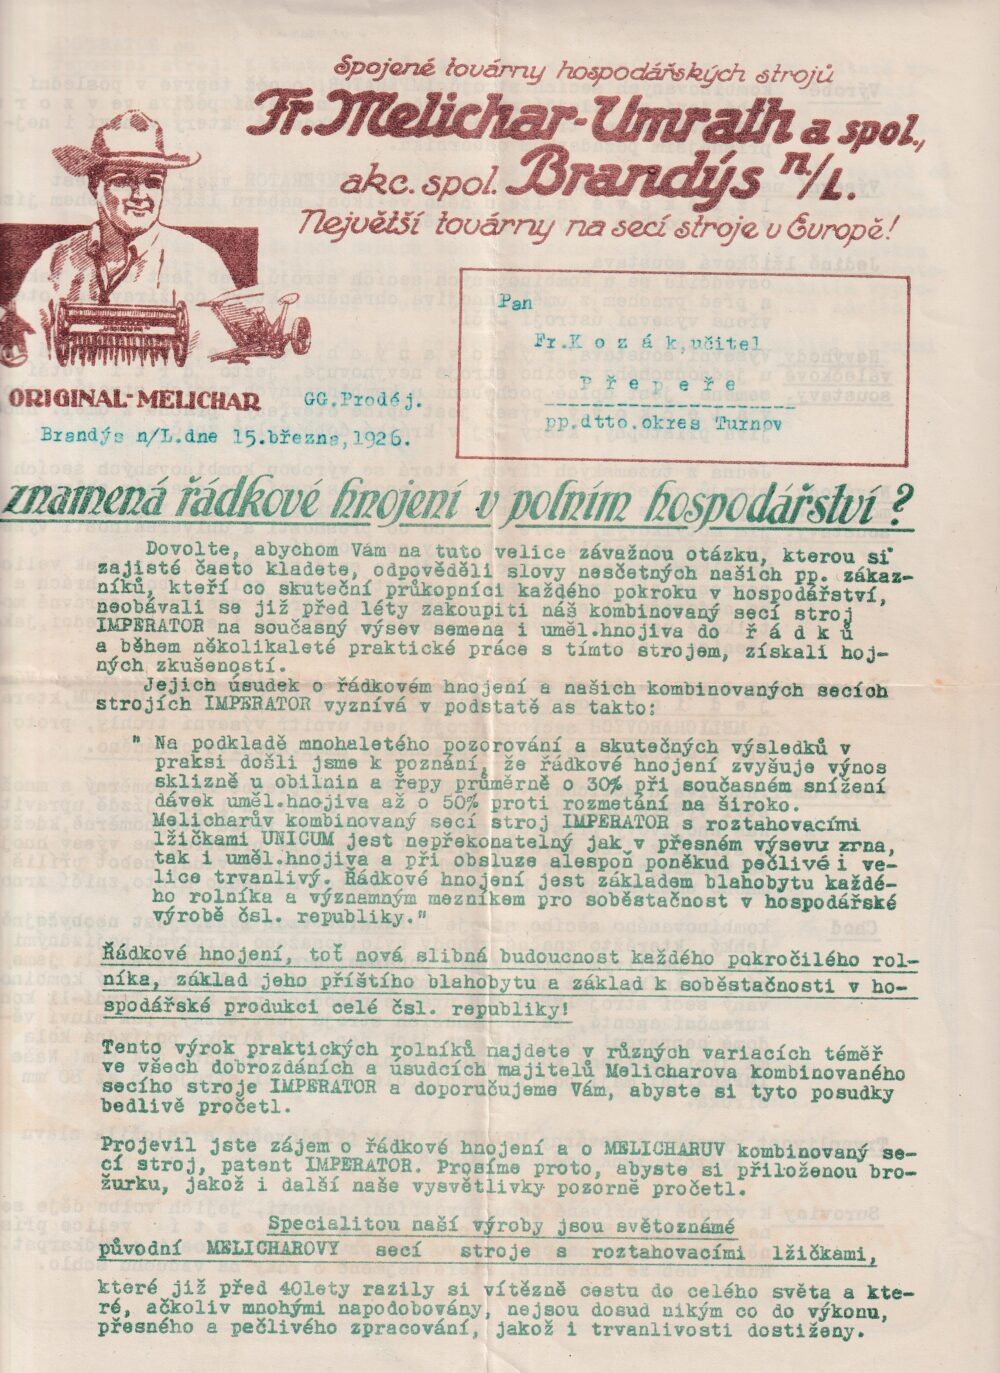 Spojené továrny hospodářských strojů
Fr. Melichar-Umrath a spol.,
akc. spol. Brandýs n/L.
Největší továrny na secí stroje v Evropě!
ORIGINAL-MELICHAR
GG.Prodéj.
Brandýs n/L.dne 15.března,1926.
Pan
Fr.K o z á k,učitel
P ř e p e ř e
pp.dtto.okres Turnov
znamená řádkové hnojení v polním hospodářství?
Dovolte, abychom Vám na tuto velice závažnou otázku, kterou si
zajisté často kladete, odpověděli slovy nesčetných našich pp. zákaz-
níků, kteří co skuteční průkopníci každého pokroku v hospodářství,
neobávali se již před léty zakoupiti náš kombinovaný secí stroj
IMPERATOR na současný výsev semena i uměl.hnojiva do ř á d k ů
a během několikaleté praktické práce s tímto strojem, získali hoj-
ných zkušeností.
Jejich úsudek o řádkovém hnojení a našich kombinovaných secích
strojích IMPERATOR vyznívá v podstatě as takto:
" Na podkladě mnohaletého pozorování a skutečných výsledků v
praksi došli jsme k poznání, že řádkové hnojení zvyšuje výnos
sklizně u obilnin a řepy průměrně o 30% při současném snížení
dávek uměl.hnojiva až o 50% proti rozmetání na široko.
Melicharův kombinovaný secí stroj IMPERATOR s roztahovacími
lžičkami UNICUM jest nepřekonatelný jak v přesném výsevu zrna,
tak i uměl.hnojiva a při obsluze alespoň poněkud pečlivé i ve-
lice trvanlivý. Řádkové hnojení jest základem blahobytu každé-
ho rolníka a významným mezníkem pro soběstačnost v hospodářské
výrobě čsl. republiky."
Řádkové hnojení, toť nová slibná budoucnost každého pokročilého rol-
níka, základ jeho příštího blahobytu a základ k soběstačnosti v ho-
spodářské produkci celé čsl. republiky!
Tento výrok praktických rolníků najdete v různých variacích téměř
ve všech dobrozdáních a úsudcích majitelů Melicharova kombinovaného
secího stroje IMPERATOR a doporučujeme Vám, abyste si tyto posudky
bedlivě pročetl.
Projevil jste zájem o řádkové hnojení a o MELICHARUV kombinovaný se-
cí stroj, patent IMPERATOR. Prosíme proto, abyste si přiloženou bro-
žurku, jakož i další naše vysvětlivky pozorně pročetl.
Specialitou naší výroby jsou světoznámé
původní MELICHAROVY secí stroje s roztahovacími lžičkami,
které již před 40lety razily si vítězně cestu do celého světa a kte-
ré, ačkoliv mnohými napodobovány, nejsou dosud nikým co do výkonu,
přesného a pečlivého zpracování, jakož i trvanlivosti dostiženy.